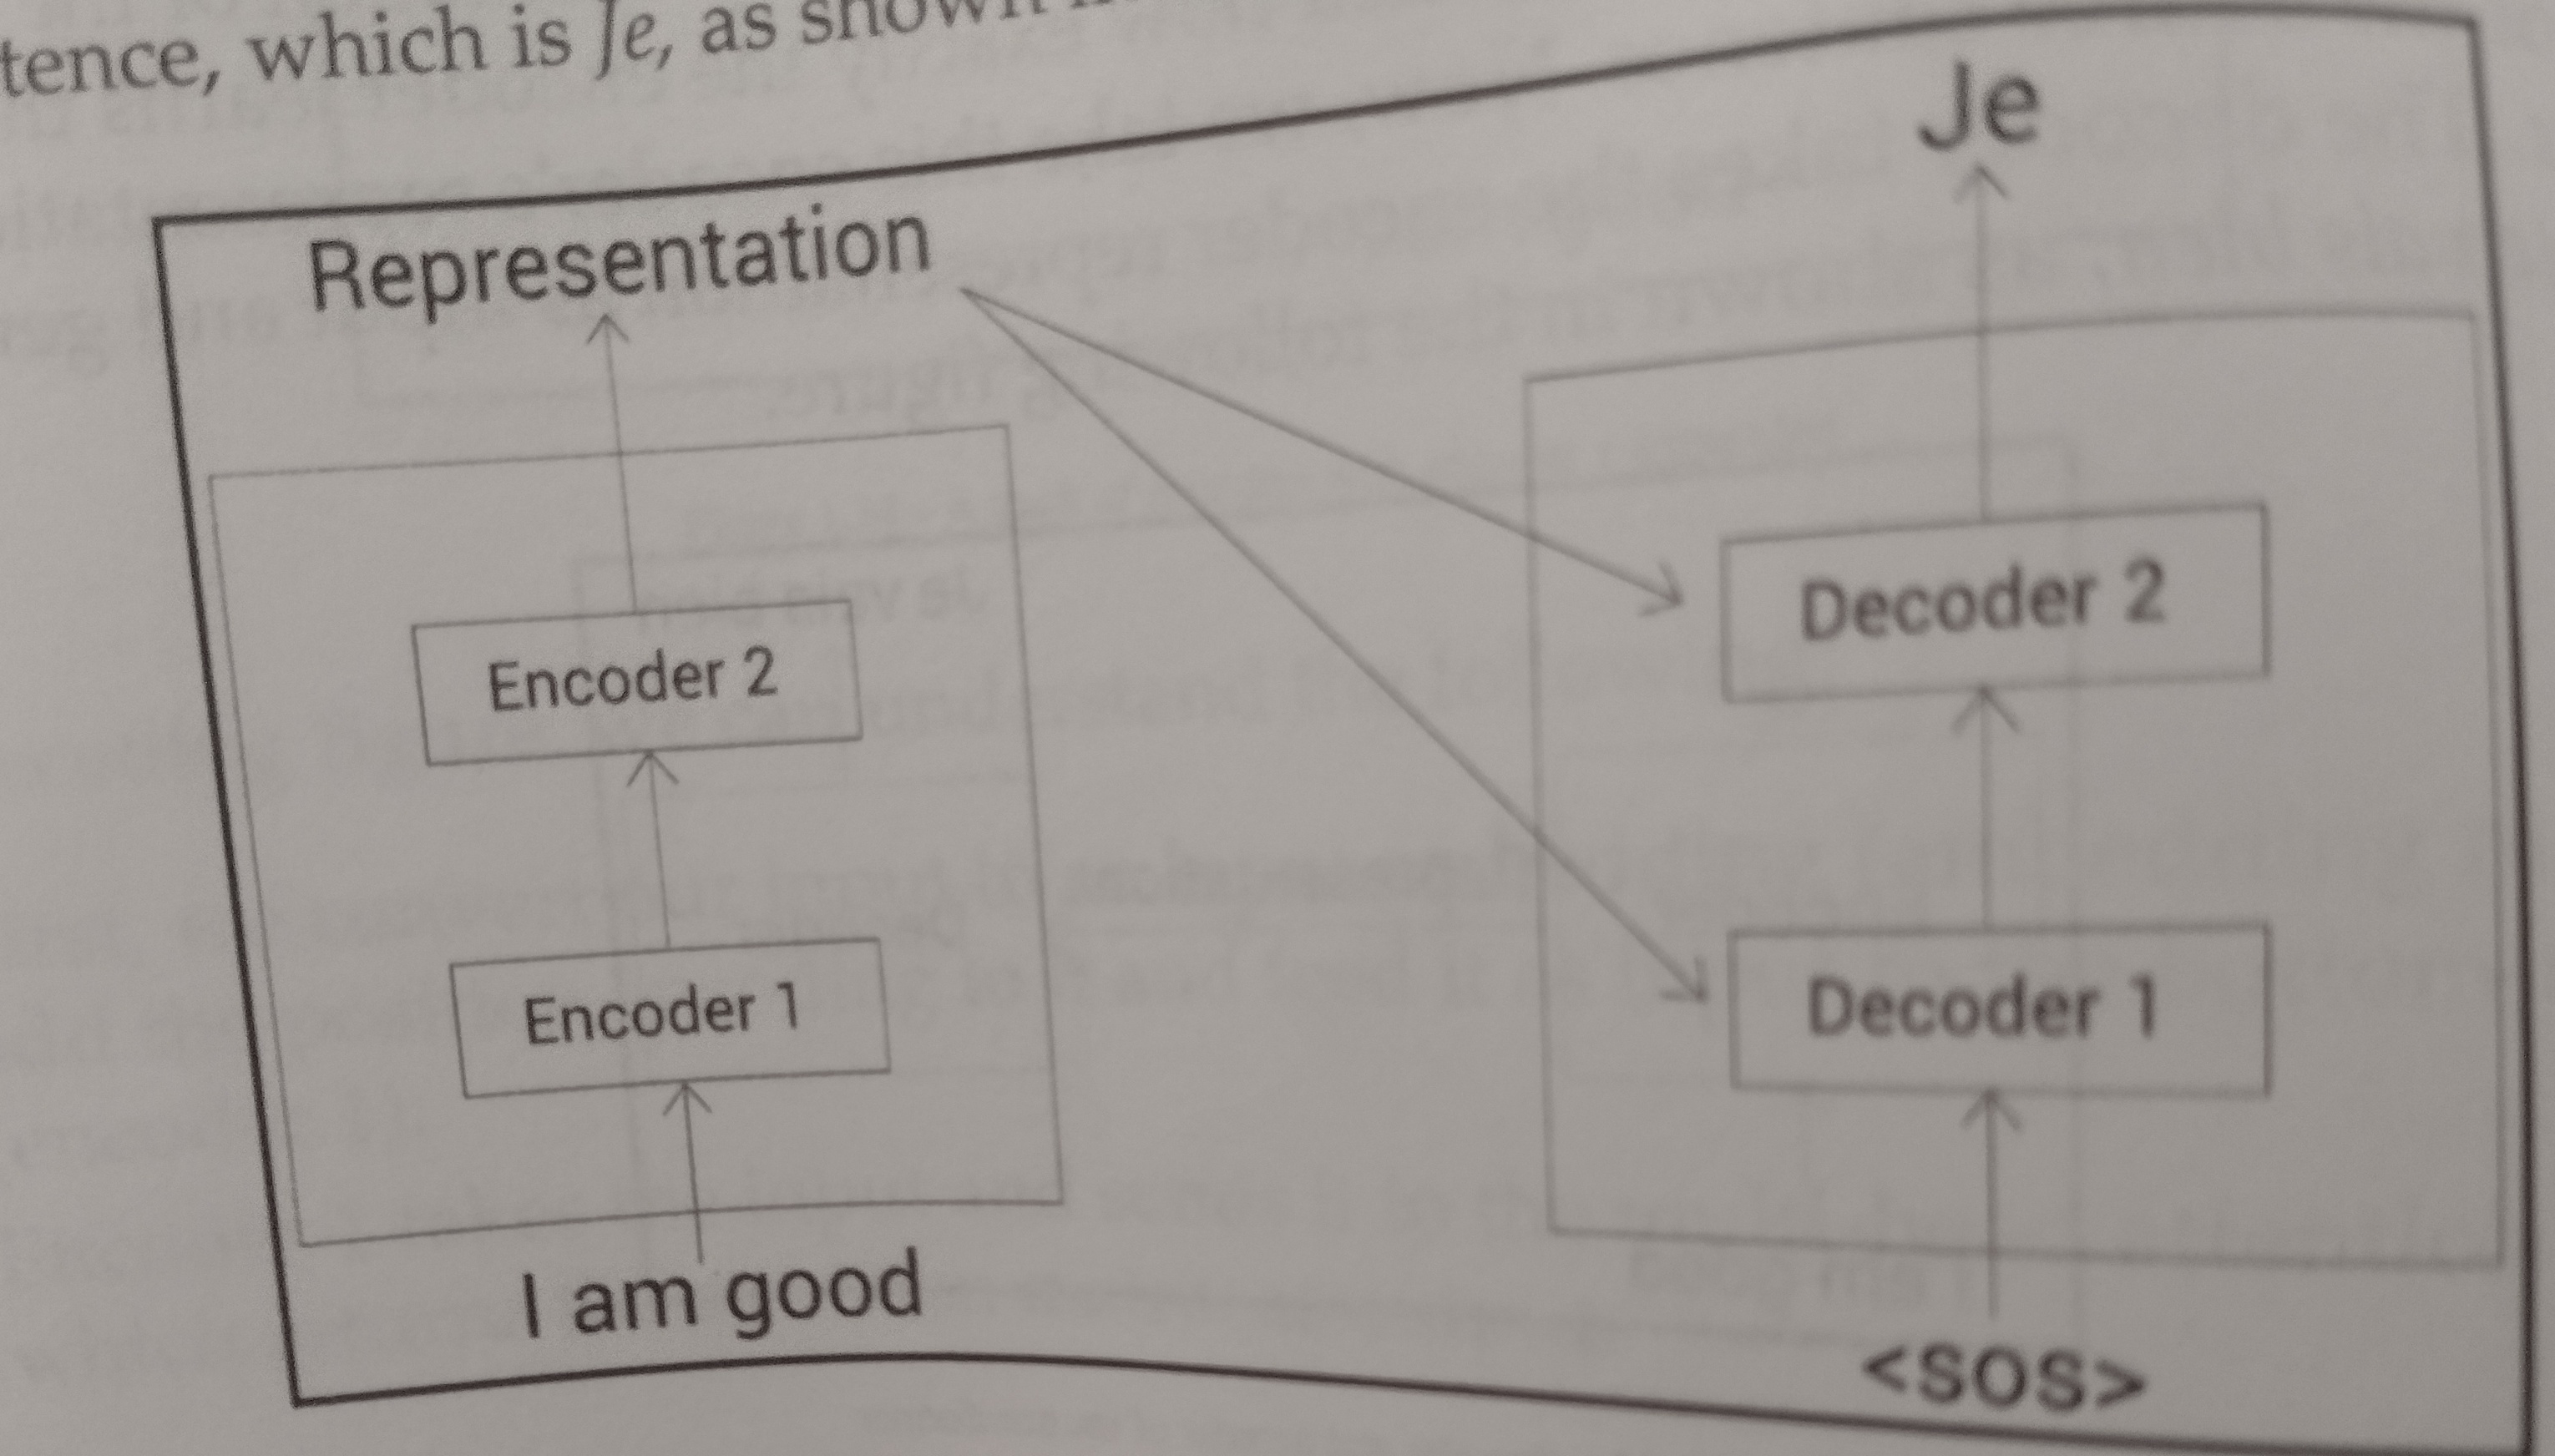 tence, which is Je, as shown
Je
Representation
Encoder 2
Decoder 2
Encoder 1
Decoder 1
I am good
<SOS>